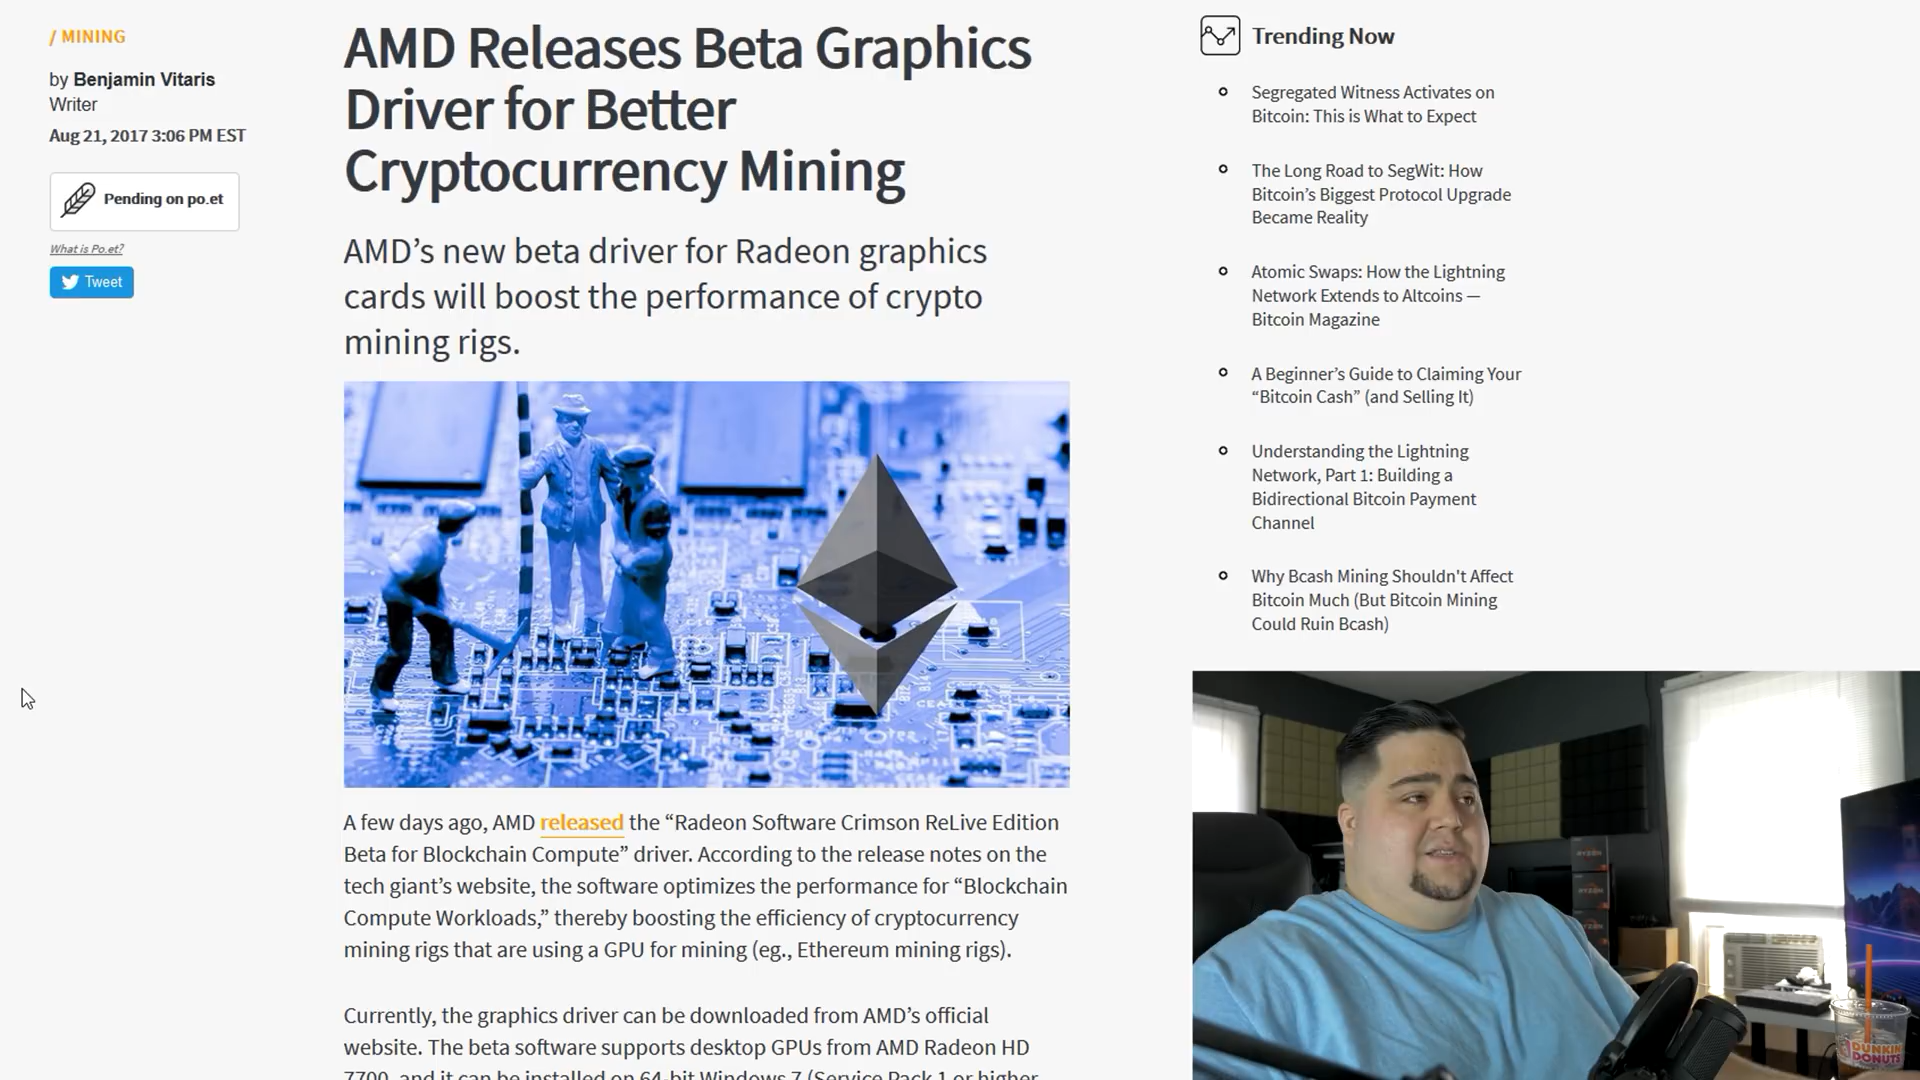 / MINING
by Benjamin Vitaris
Writer
Aug 21, 2017 3:06 PM EST
Pending on po.et
What is Po.et?
Tweet
AMD Releases Beta Graphics
Driver for Better
Cryptocurrency Mining
AMD’s new beta driver for Radeon graphics
cards will boost the performance of crypto
mining rigs.
A few days ago, AMD released the “Radeon Software Crimson ReLive Edition
Beta for Blockchain Compute” driver. According to the release notes on the
tech giant’s website, the software optimizes the performance for “Blockchain
Compute Workloads,” thereby boosting the efficiency of cryptocurrency
mining rigs that are using a GPU for mining (eg., Ethereum mining rigs).
Currently, the graphics driver can be downloaded from AMD’s official
website. The beta software supports desktop GPUs from AMD Radeon HD
7700, and it can be installed on 64-bit Windows 7 (Service Pack 1 or higher
Trending Now
Segregated Witness Activates on
Bitcoin: This is What to Expect
The Long Road to SegWit: How
Bitcoin’s Biggest Protocol Upgrade
Became Reality
Atomic Swaps: How the Lightning
Network Extends to Altcoins —
Bitcoin Magazine
A Beginner’s Guide to Claiming Your
“Bitcoin Cash” (and Selling It)
Understanding the Lightning
Network, Part 1: Building a
Bidirectional Bitcoin Payment
Channel
Why Bcash Mining Shouldn't Affect
Bitcoin Much (But Bitcoin Mining
Could Ruin Bcash)
RYZEN
RYZEN
DUNKIN
DONUTS